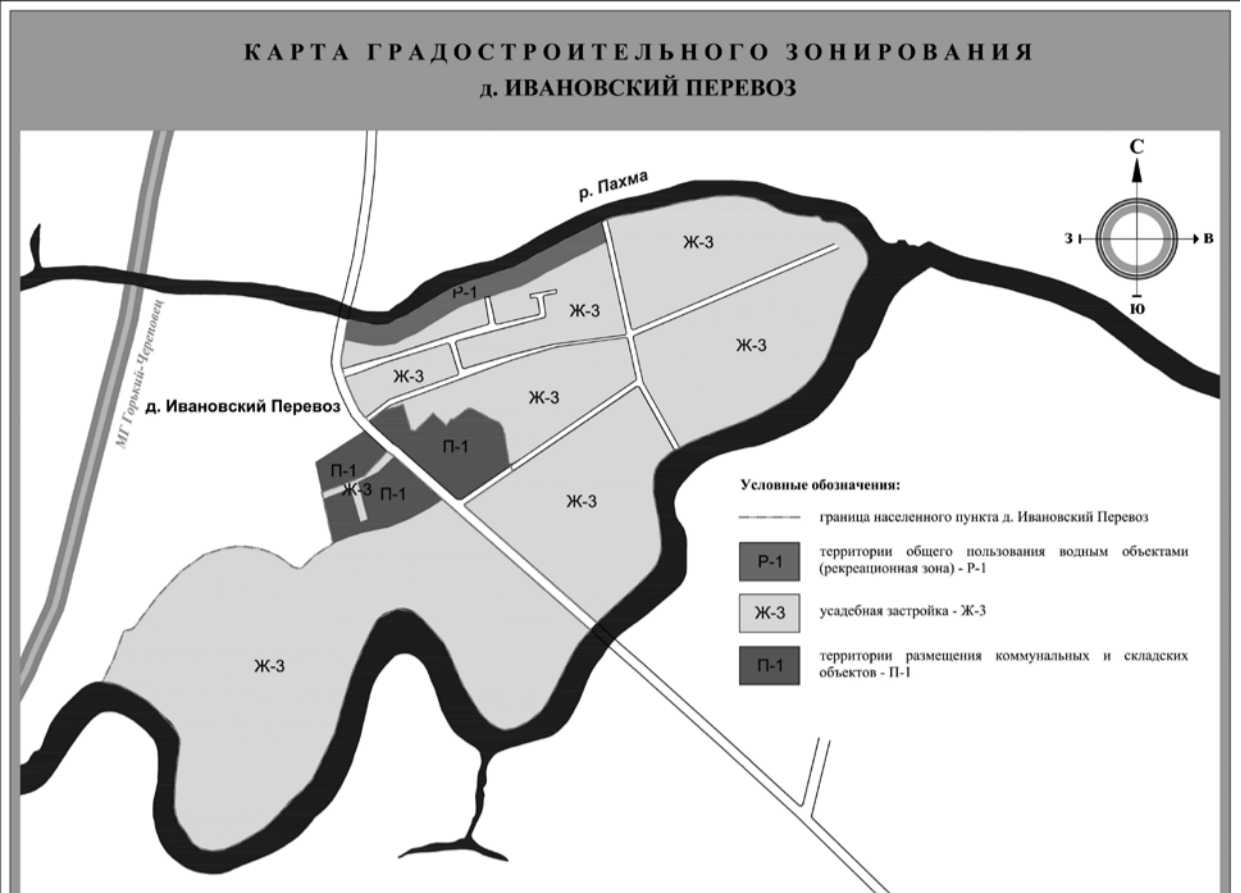 КАРТА ГРАДОСТРОИТЕЛЬНОГО ЗОНИРОВАНИЯ
д. ИВАНОВСКИЙ ПЕРЕВОЗ
С
З
В
Ю
р. Пахма
Ж-3
Р-1
Ж-3
Ж-3
Ж-3
Ж-3
д. Ивановский Перевоз
МГ Горький-Череповец
П-1
П-1
Ж-3
П-1
Ж-3
Ж-3
Условные обозначения:
граница населенного пункта д. Ивановский Перевоз
Р-1
территории общего пользования водным объектами
(рекреационная зона) - Р-1
Ж-3
усадебная застройка - Ж-3
П-1
территории размещения коммунальных и складских
объектов - П-1